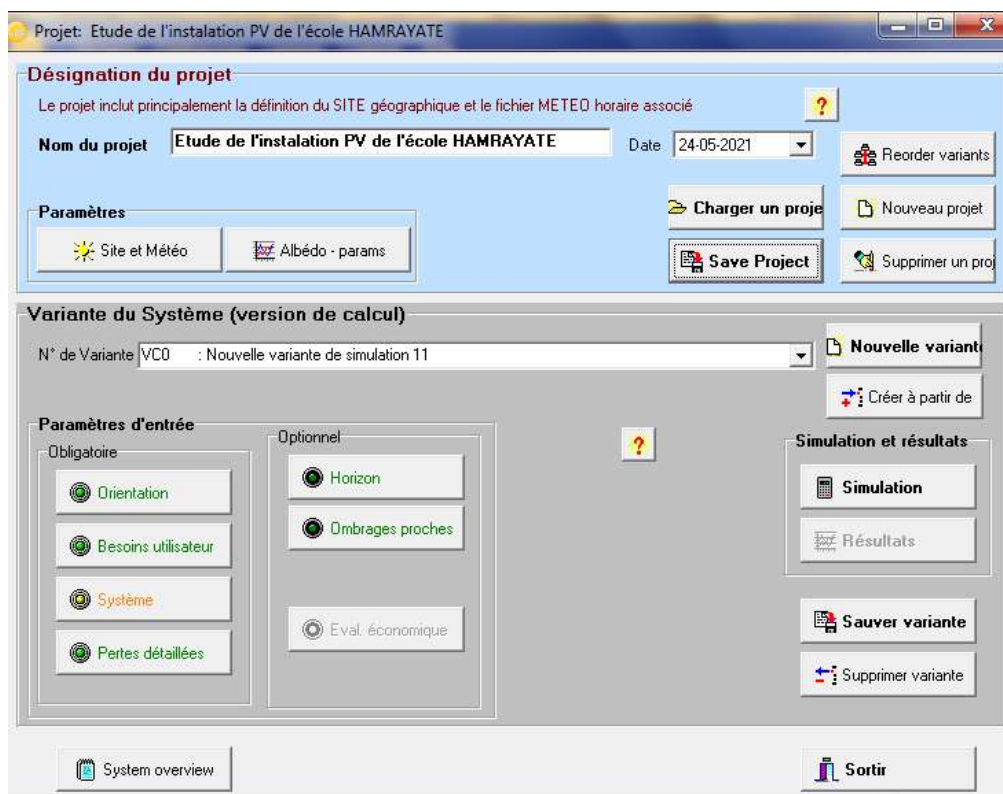 Projet: Etude de l'instalation PV de l'école HAMRAYATE
Désignation du projet
Le projet inclut principalement la définition du SITE géographique et le fichier METEO horaire associé
?
Nom du projet Etude de l'instalation PV de l'école HAMRAYATE Date 24-05-2021
Reorder variants
Paramètres
Charger un proje
Nouveau projet
Site et Météo
Albédo - params
Save Project
Supprimer un proj
Variante du Système (version de calcul)
N° de Variante VC0 : Nouvelle variante de simulation 11
Nouvelle variant
Créer à partir de
Paramètres d'entrée
Obligatoire
Orientation
Besoins utilisateur
Système
Pertes détaillées
Optionnel
Horizon
Ombrages proches
Eval. économique
?
Simulation et résultats
Simulation
Résultats
Sauver variante
Supprimer variante
System overview
Sortir